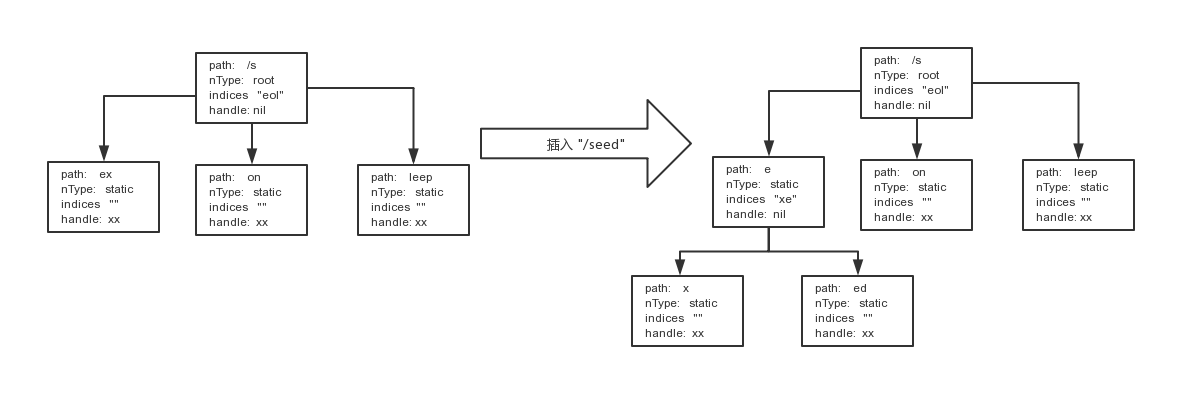 path: /s
nType: root
indices "eol"
handle: nil
path: ex
nType: static
indices ""
handle: xx
path: on
nType: static
indices ""
handle: xx
path: leep
nType: static
indices ""
handle: xx
插入 "/seed"
path: /s
nType: root
indices "eol"
handle: nil
path: e
nType: static
indices "xe"
handle: nil
path: on
nType: static
indices ""
handle: xx
path: leep
nType: static
indices ""
handle: xx
path: x
nType: static
indices ""
handle: xx
path: ed
nType: static
indices ""
handle: xx